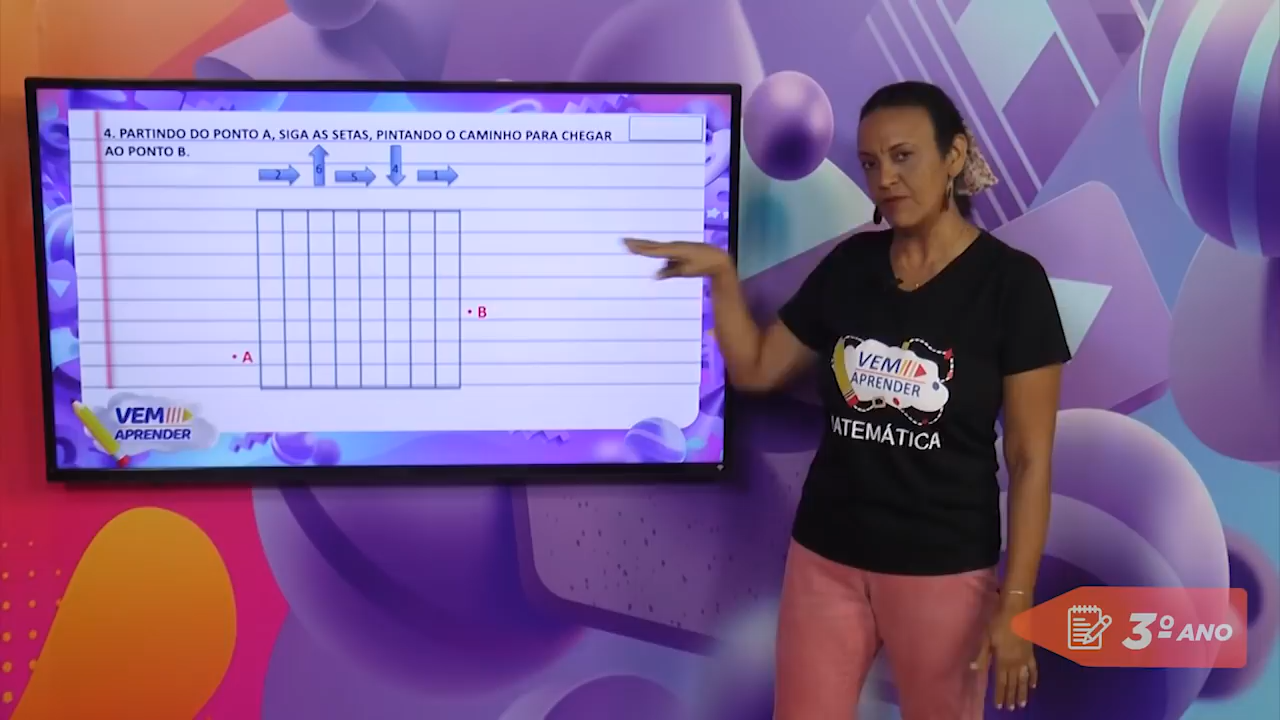 4. PARTINDO DO PONTO A, SIGA AS SETAS, PINTANDO O CAMINHO PARA CHEGAR
AO PONTO B.
2 6 5 4 1
• B
• A
VEM
APRENDER
VEM
APRENDER
MATEMÁTICA
3º ANO